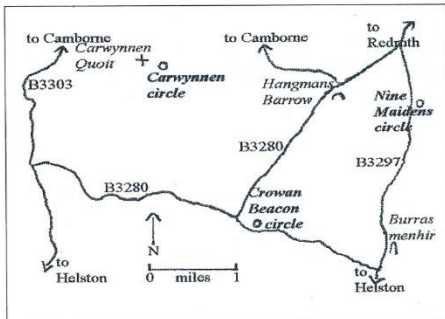 to Camborne
Carwynnen
Quoit
Carwynnen
circle
B3303
to Camborne
to
Redruth
Hangmans
Barrow
Nine
Maidens
circle
B3280
B3297
B3280
Crowan
Beacon
circle
Burras
menhir
N
0 miles 1
to
Helston
to
Helston